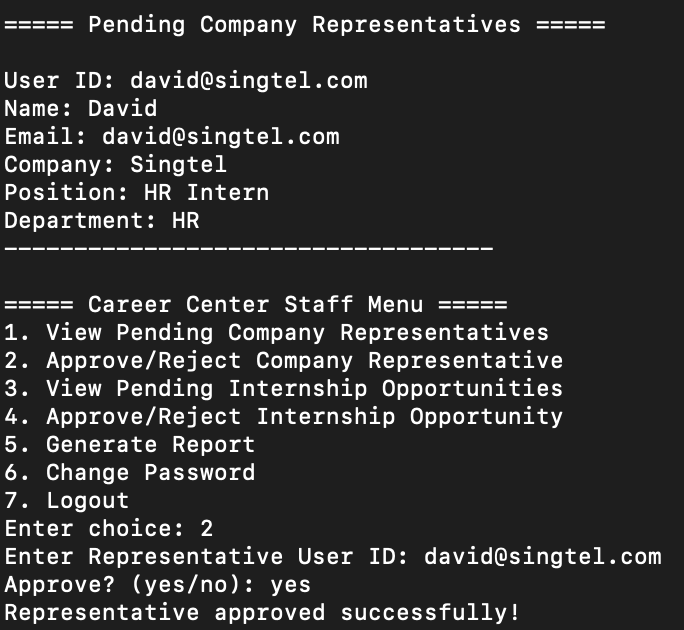 ===== Pending Company Representatives =====
User ID: david@singtel.com
Name: David
Email: david@singtel.com
Company: Singtel
Position: HR Intern
Department: HR
-----------------------------------
===== Career Center Staff Menu =====
1. View Pending Company Representatives
2. Approve/Reject Company Representative
3. View Pending Internship Opportunities
4. Approve/Reject Internship Opportunity
5. Generate Report
6. Change Password
7. Logout
Enter choice: 2
Enter Representative User ID: david@singtel.com
Approve? (yes/no): yes
Representative approved successfully!